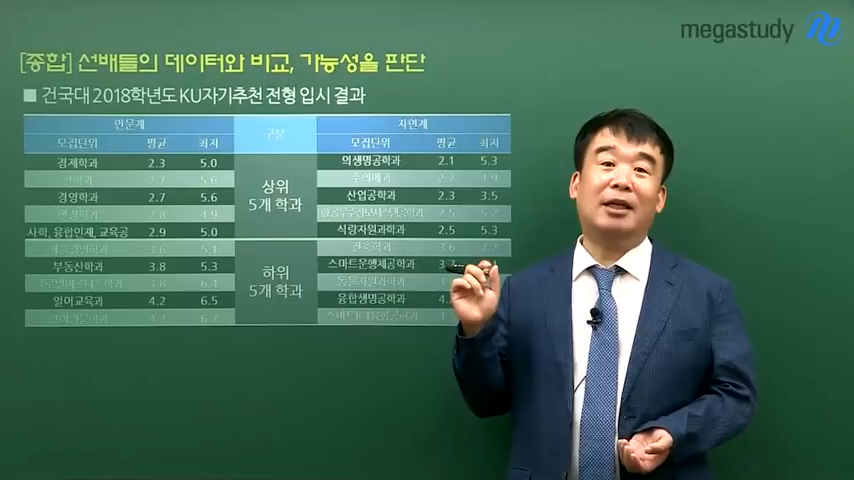 megastudy
[종합] 선배들의 데이터와 비교, 가능성을 판단
■ 건국대 2018학년도 KU자기추천 전형 입시 결과
인문계 구분 자연계
모집단위 평균 최저 모집단위 평균 최저
경제학과 2.3 5.0 상위 5개 학과 의생명공학과 2.1 5.3
2.7 5.6 수의예과 2.7 3.9
경영학과 2.7 5.6 산업공학과 2.3 3.5
행정학과 2.8 4.9 2.5 5.2
사학, 융합인재, 교육공 2.9 5.0 식량자원과학과 2.5 5.3
3.6 5.1 하위 5개 학과 건축학과 3.6 7.2
부동산학과 3.8 5.3 스마트운행체공학과
3.8 6.4 동물자원과학과
일어교육과 4.2 6.5 융합생명공학과
4.2 6.7